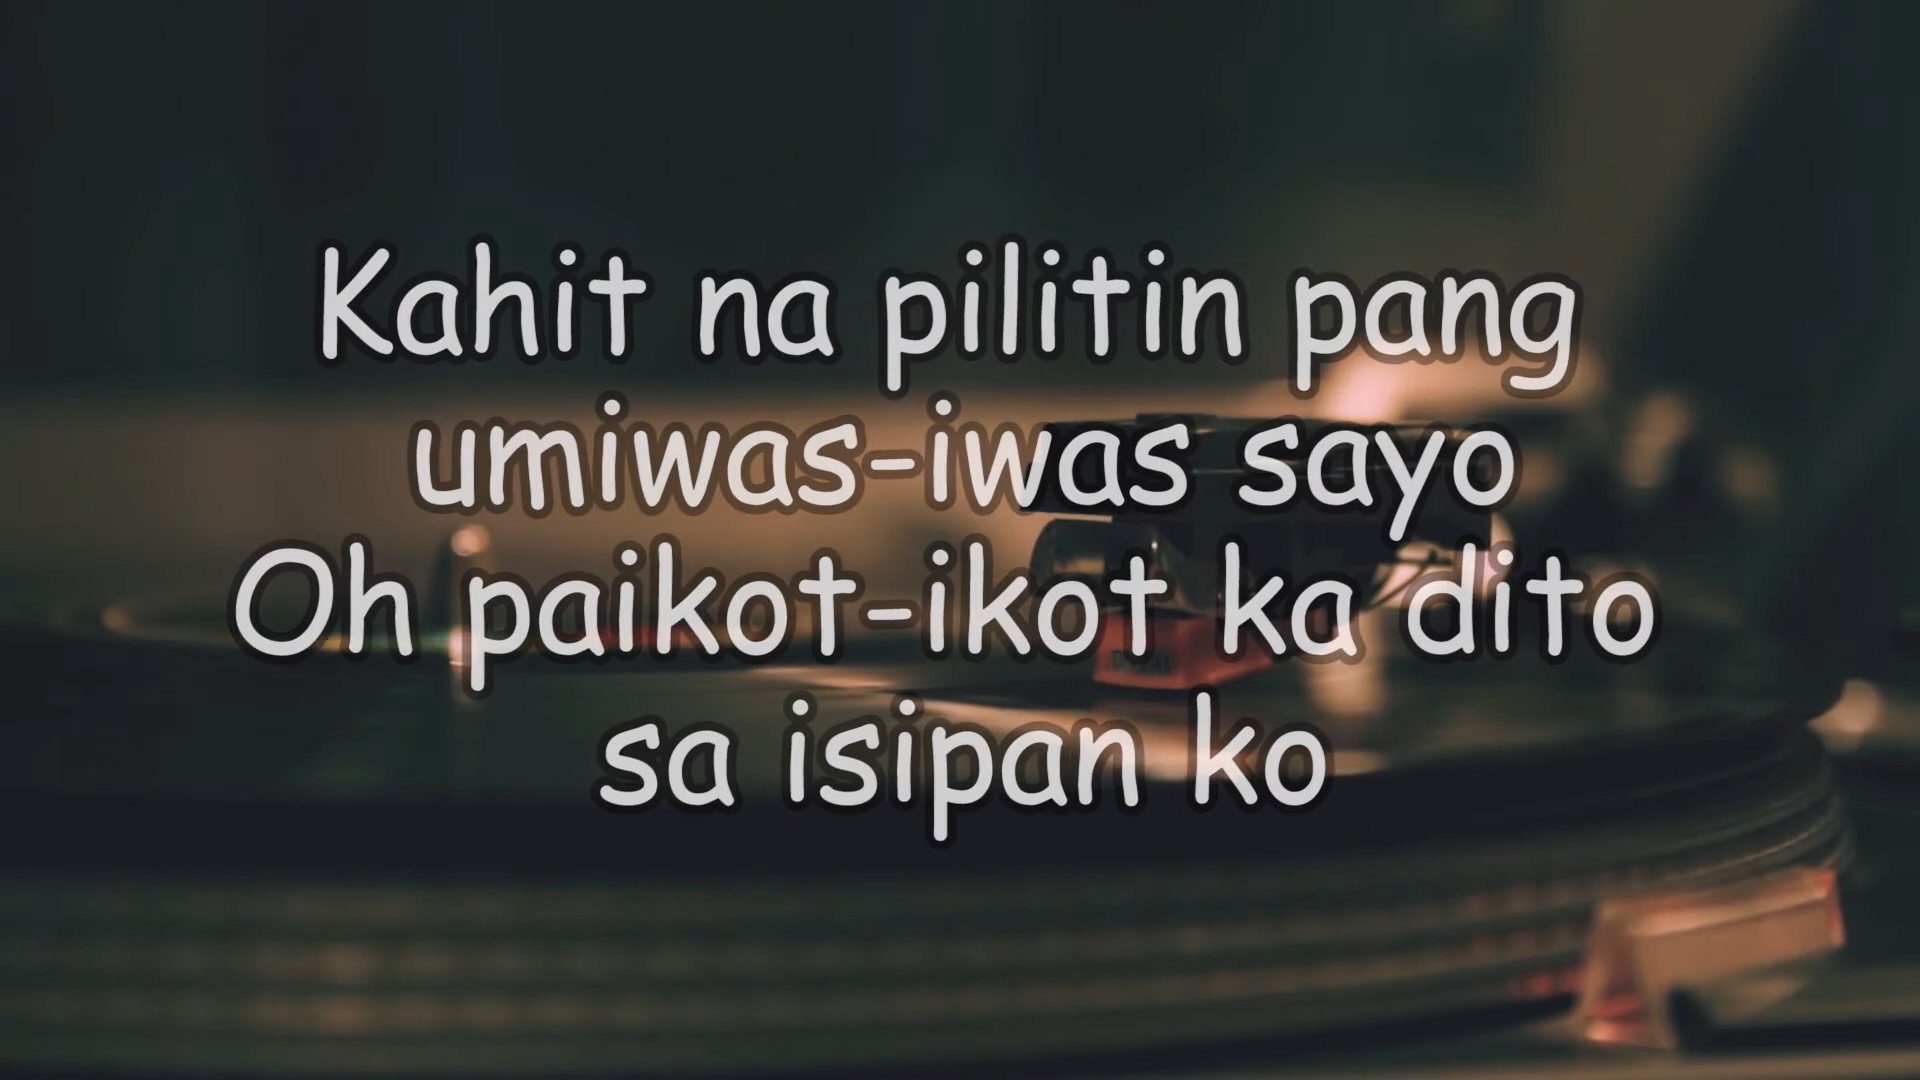 Kahit na pilitin pang
umiwas-iwas sayo
Oh paikot-ikot ka dito
sa isipan ko